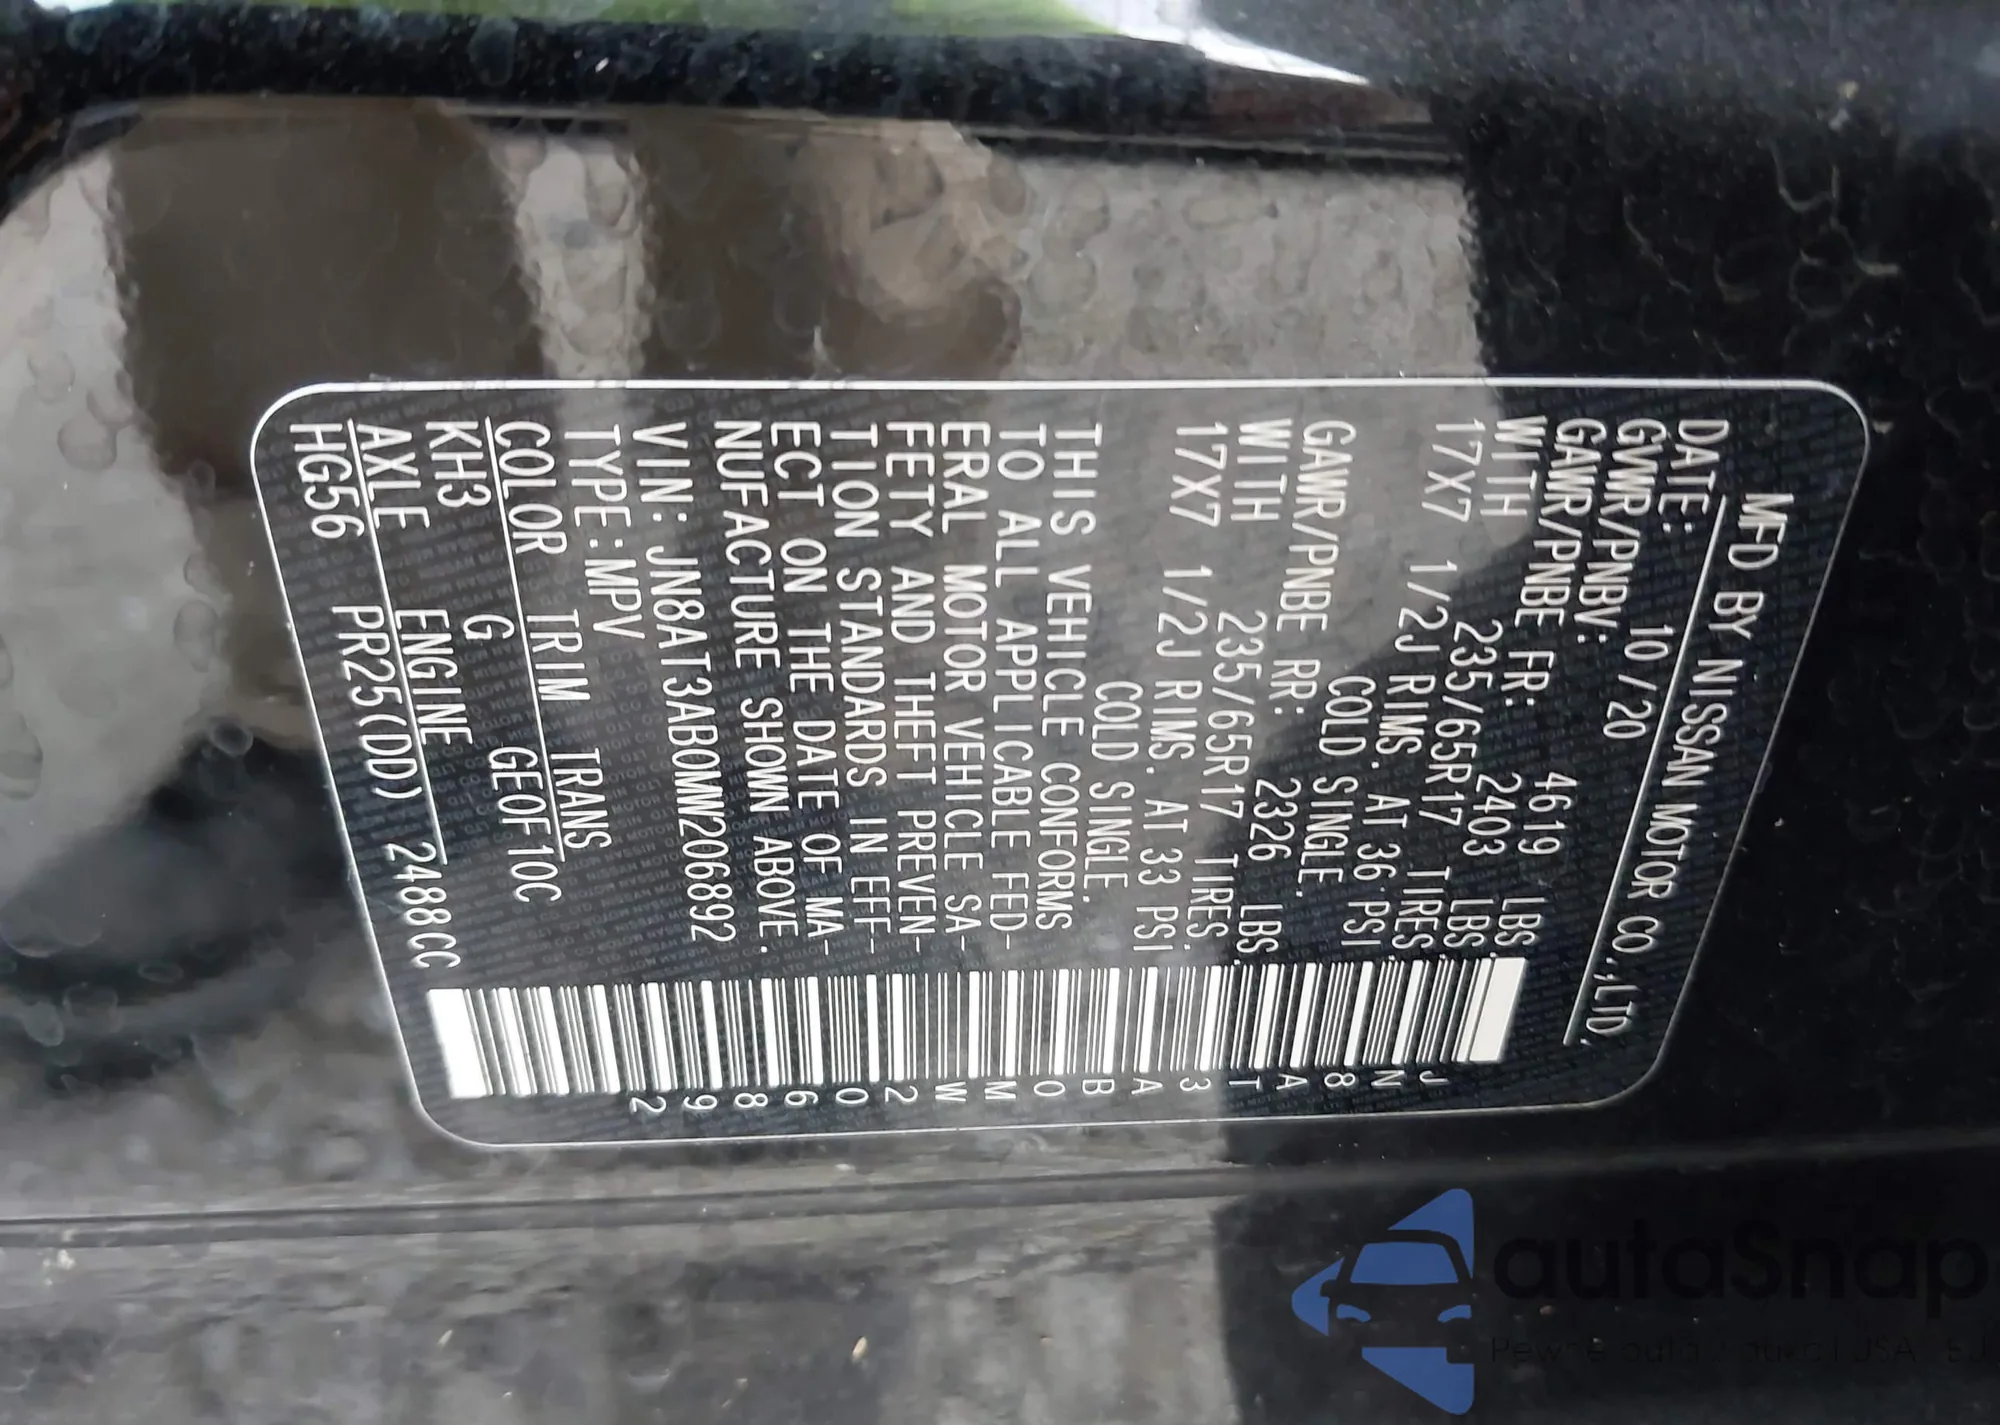 MFD BY NISSAN MOTOR CO.,LTD.
DATE: 10/20
GVWR/PNBV: 4619 LBS.
GAWR/PNBE FR: 2403 LBS.
WITH 235/65R17 TIRES.
17X7 1/2J RIMS. AT 36 PSI
COLD SINGLE.
GAWR/PNBE RR: 2326 LBS.
WITH 235/65R17 TIRES.
17X7 1/2J RIMS. AT 33 PSI
COLD SINGLE.
THIS VEHICLE CONFORMS
TO ALL APPLICABLE FED-
ERAL MOTOR VEHICLE SA-
FETY AND THEFT PREVEN-
TION STANDARDS IN EFF-
ECT ON THE DATE OF MA-
NUFACTURE SHOWN ABOVE.
VIN: JN8AT3AB0MW206892
TYPE:MPV
COLOR TRIM TRANS
KH3 G GE0F10C
AXLE ENGINE
HG56 PR25(DD) 2488CC
JN8AT3AB0MW206892
autaSnap